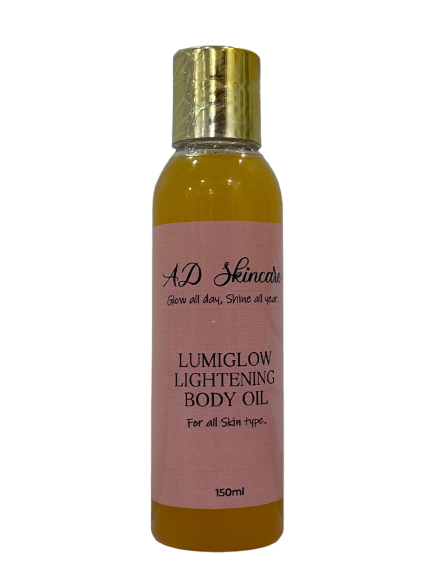 AD Skincare
Glow all day, Shine all year.
LUMIGLOW
LIGHTENING
BODY OIL
For all Skin type.
150ml